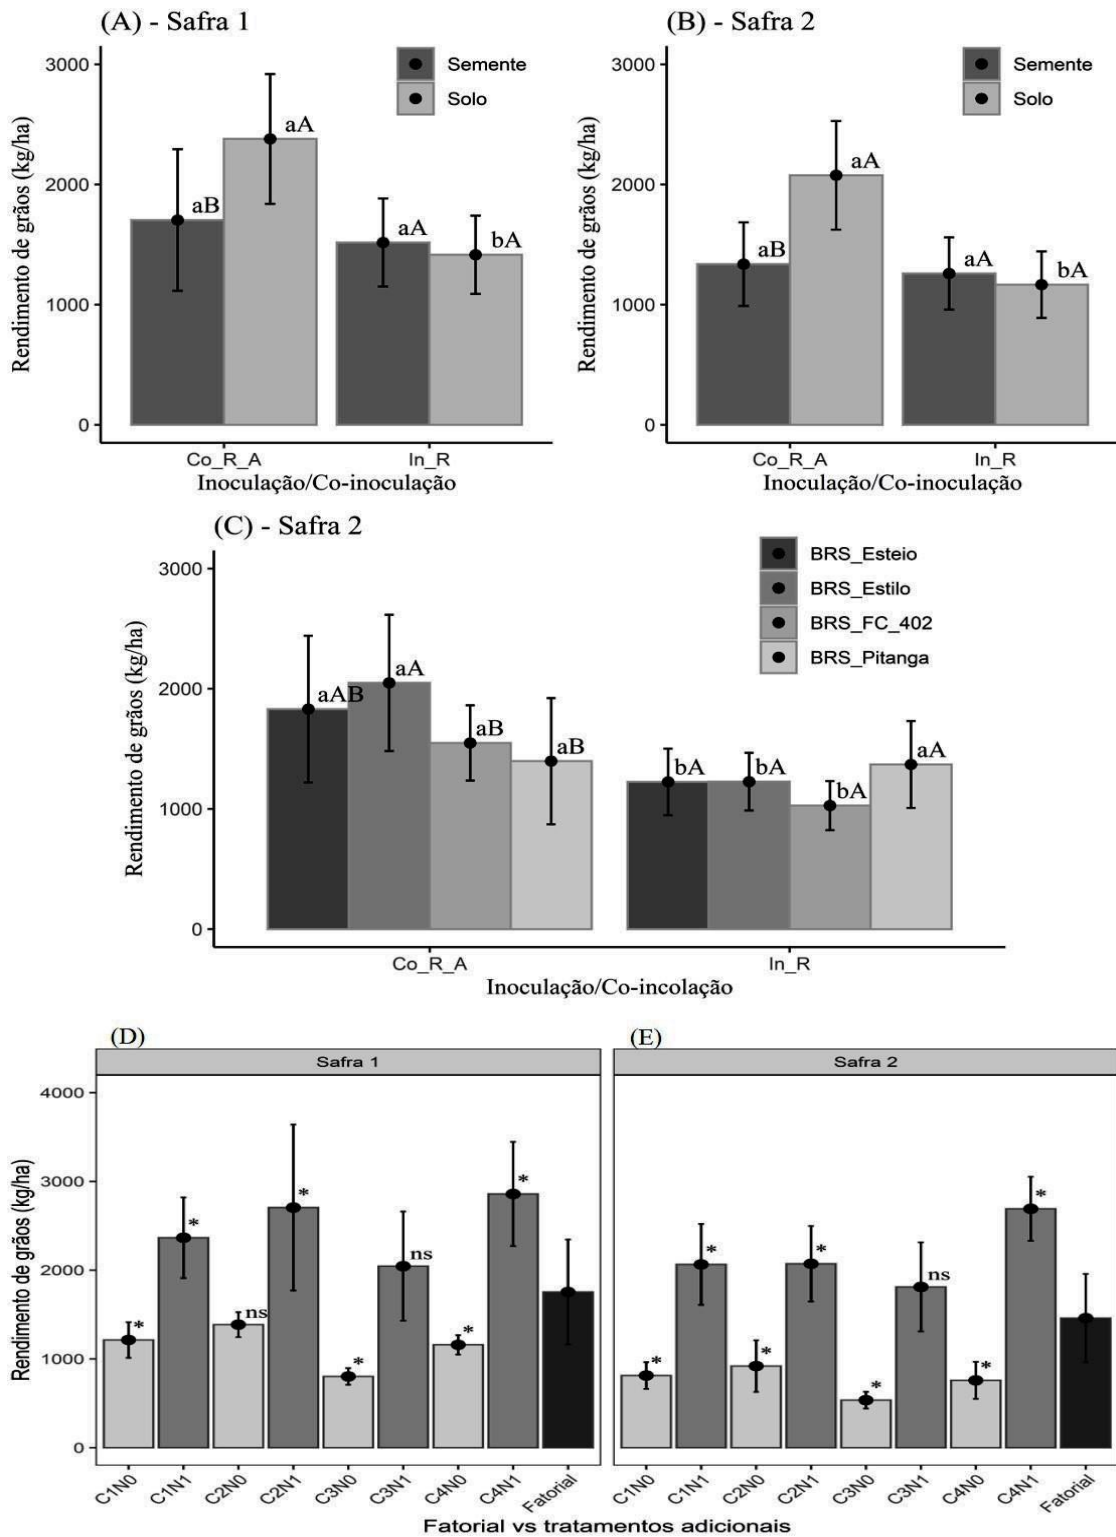 (A) - Safra 1
3000
2000
1000
0
Rendimento de grãos (kg/ha)
Semente
Solo
aB
aA
aA
bA
Co_R_A
In_R
Inoculação/Co-inoculação
(B) - Safra 2
3000
2000
1000
0
Rendimento de grãos (kg/ha)
Semente
Solo
aB
aA
aA
bA
Co_R_A
In_R
Inoculação/Co-inoculação
(C) - Safra 2
3000
2000
1000
0
Rendimento de grãos (kg/ha)
BRS_Esteio
BRS_Estilo
BRS_FC_402
BRS_Pitanga
aAB
aA
aB
aB
bA
bA
bA
aA
Co_R_A
In_R
Inoculação/Co-incolação
(D)
Safra 1
4000
3000
2000
1000
0
Rendimento de grãos (kg/ha)
*
*
ns
*
*
ns
*
*
C1N0
C1N1
C2N0
C2N1
C3N0
C3N1
C4N0
C4N1
Fatorial
(E)
Safra 2
*
*
*
*
*
ns
*
*
C1N0
C1N1
C2N0
C2N1
C3N0
C3N1
C4N0
C4N1
Fatorial
Fatorial vs tratamentos adicionais